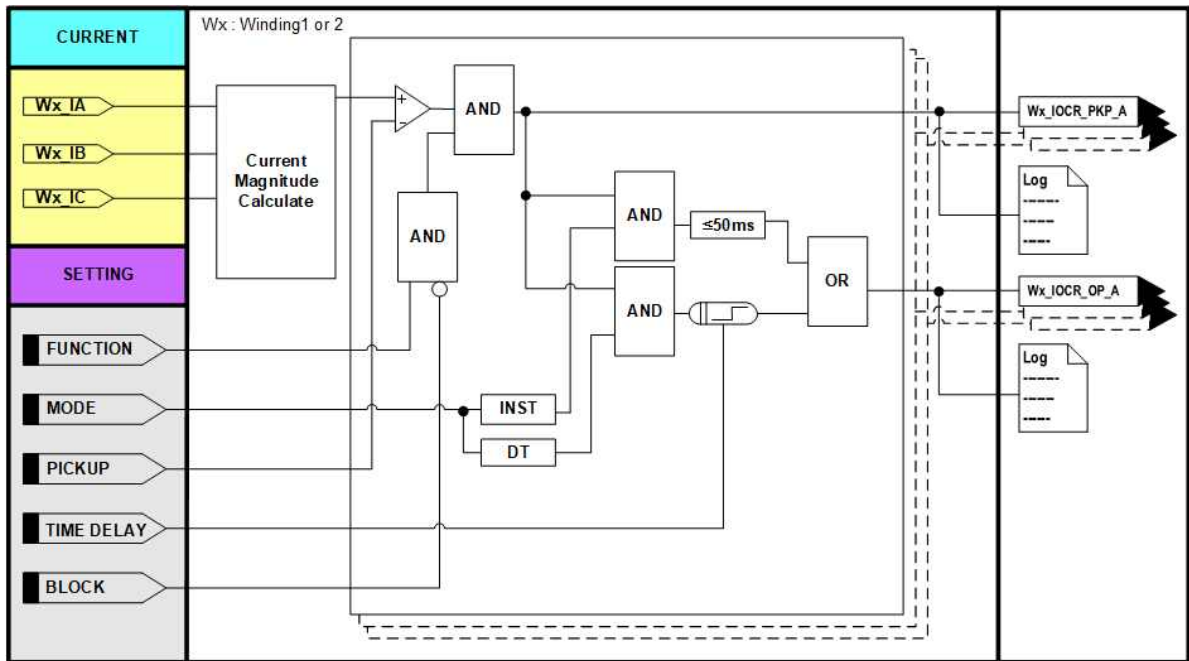 CURRENT
Wx : Winding1 or 2
Wx_IA
Wx_IB
Wx_IC
Current
Magnitude
Calculate
+
-
AND
AND
AND
≤50ms
AND
OR
Wx_IOCR_PKP_A
Log
Wx_IOCR_OP_A
Log
SETTING
FUNCTION
MODE
INST
DT
PICKUP
TIME DELAY
BLOCK